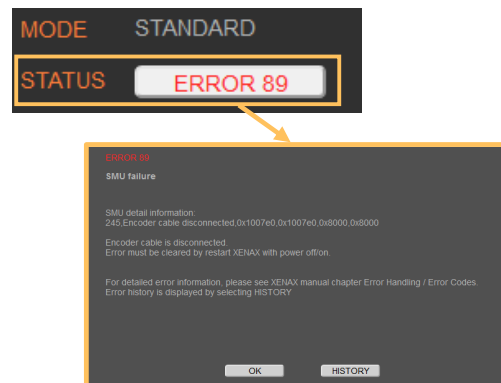 MODE STANDARD
STATUS ERROR 89
ERROR 89
SMU failure
SMU detail information:
245,Encoder cable disconnected,0x1007e0,0x1007e0,0x8000,0x8000
Encoder cable is disconnected.
Error must be cleared by restart XENAX with power off/on.
For detailed error information, please see XENAX manual chapter Error Handling / Error Codes.
Error history is displayed by selecting HISTORY
OK HISTORY